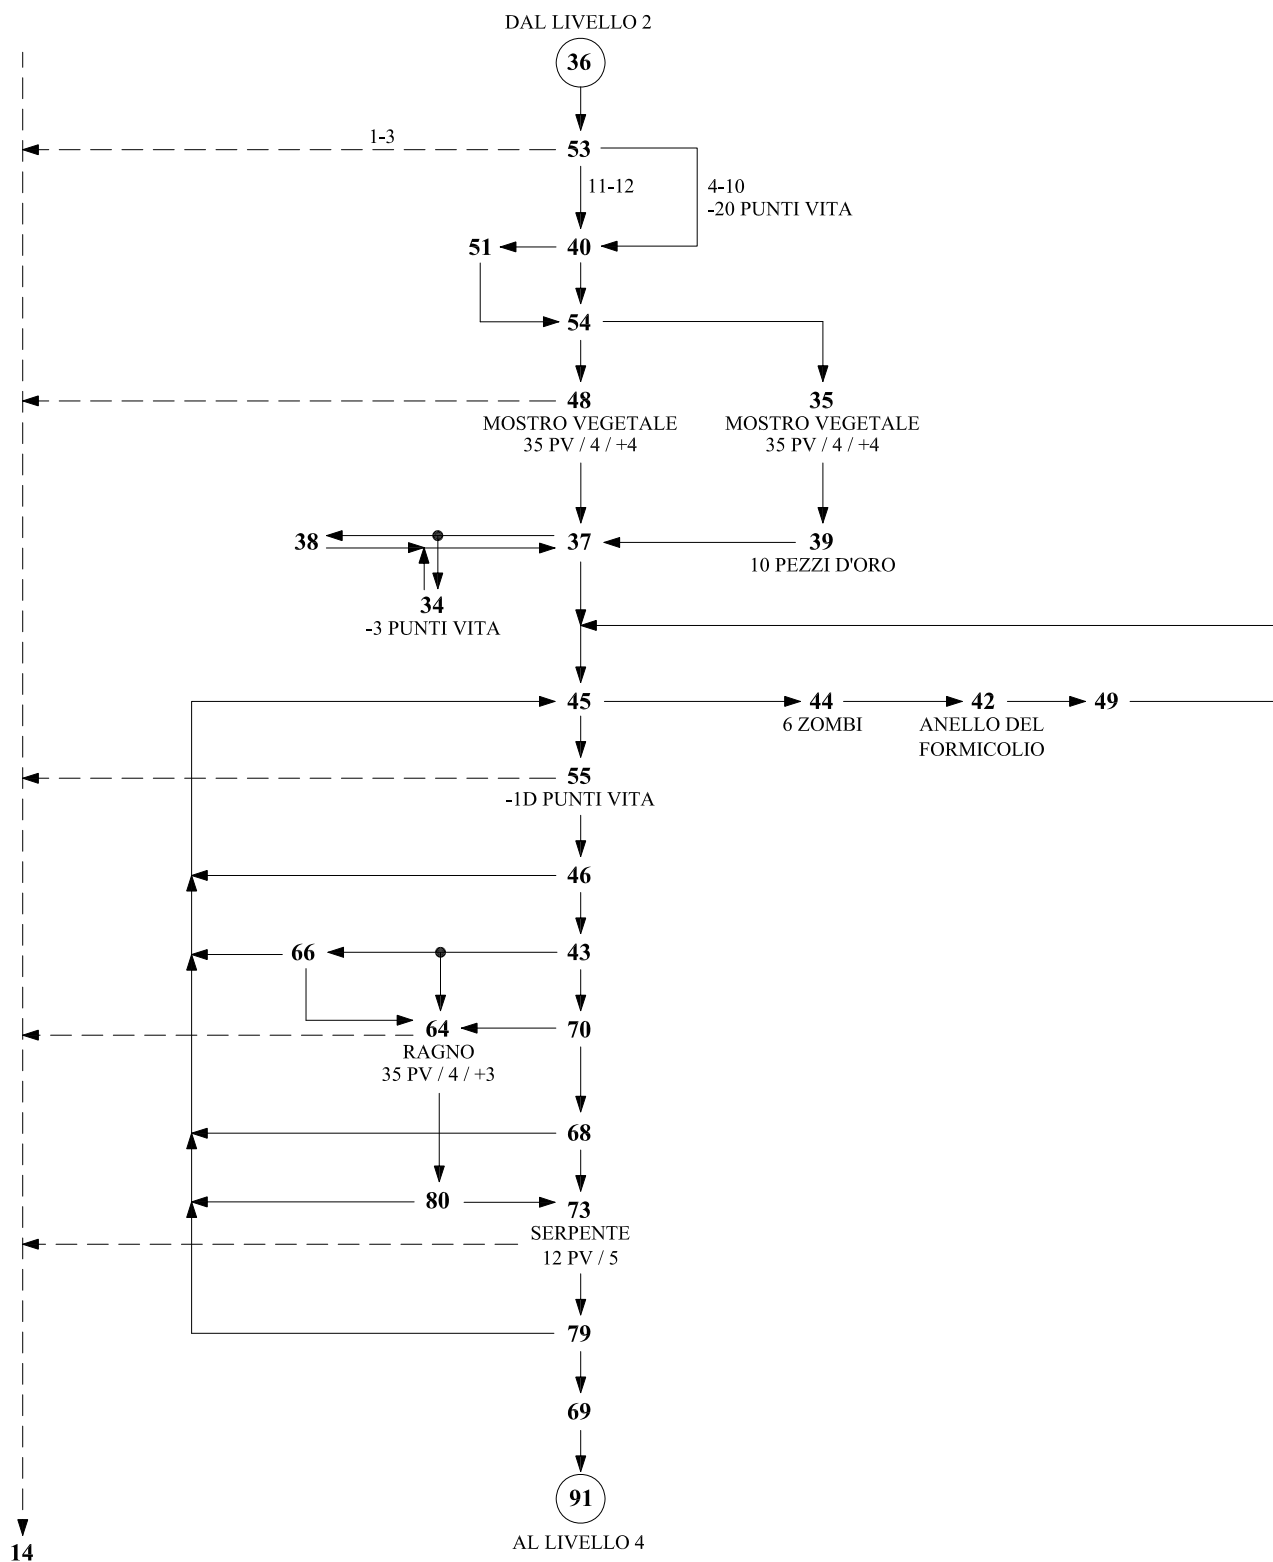 DAL LIVELLO 2
36
1-3
53
11-12
4-10
-20 PUNTI VITA
51
40
54
48
MOSTRO VEGETALE
35 PV / 4 / +4
35
MOSTRO VEGETALE
35 PV / 4 / +4
38
37
39
10 PEZZI D'ORO
34
-3 PUNTI VITA
45
44
6 ZOMBI
42
ANELLO DEL
FORMICOLIO
49
55
-1D PUNTI VITA
46
66
43
64
RAGNO
35 PV / 4 / +3
70
68
80
73
SERPENTE
12 PV / 5
79
69
91
AL LIVELLO 4
14